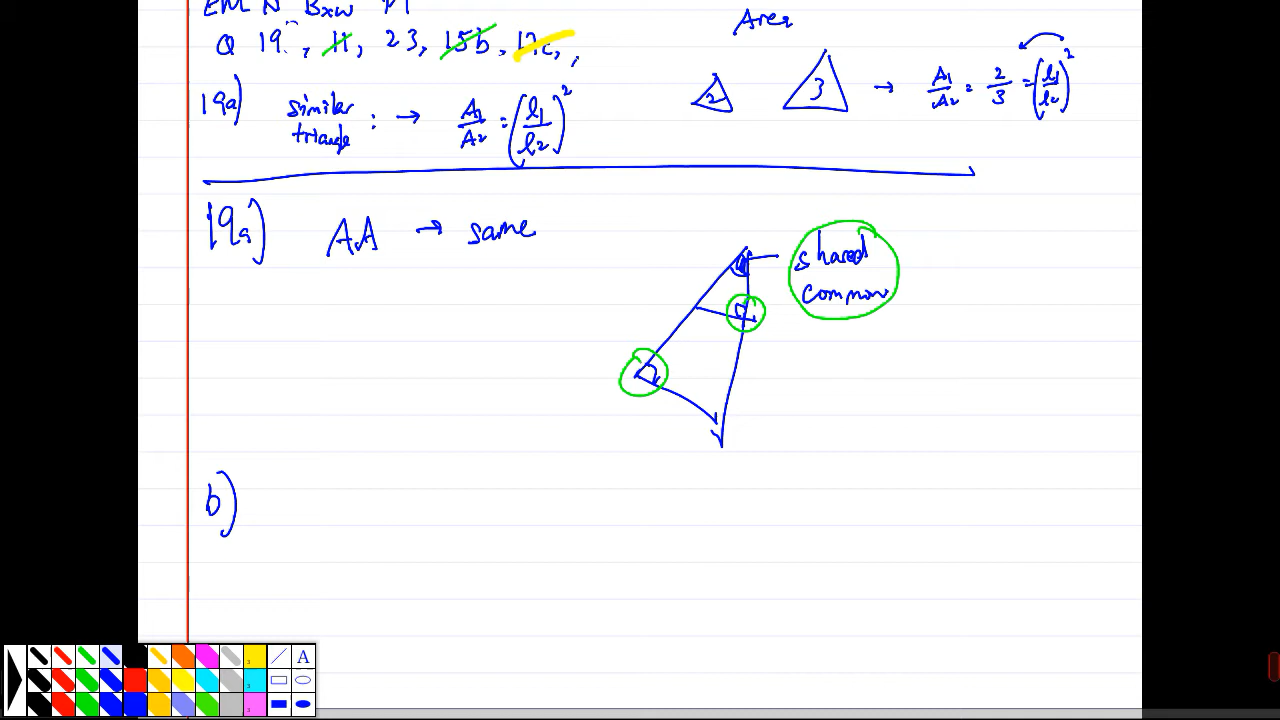 Q 19, 11, 23, 15b, 17c,
Area
19a) similar triangle : → A1/A2 = (l1/l2)²
2 3 → A1/A2 = 2/3 = (l1/l2)²
19a) AA → same
shared
common
b)
A